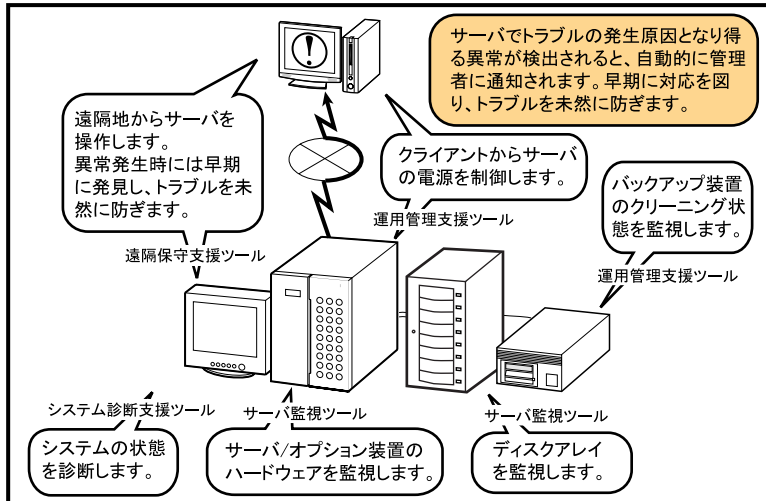 サーバでトラブルの発生原因となり得
る異常が検出されると、自動的に管理
者に通知されます。早期に対応を図
り、トラブルを未然に防ぎます。
遠隔地からサーバを
操作します。
異常発生時には早期
に発見し、トラブルを未
然に防ぎます。
遠隔保守支援ツール
クライアントからサーバ
の電源を制御します。
運用管理支援ツール
バックアップ装置
のクリーニング状
態を監視します。
運用管理支援ツール
システム診断支援ツール
システムの状態
を診断します。
サーバ監視ツール
サーバ/オプション装置の
ハードウェアを監視します。
サーバ監視ツール
ディスクアレイ
を監視します。